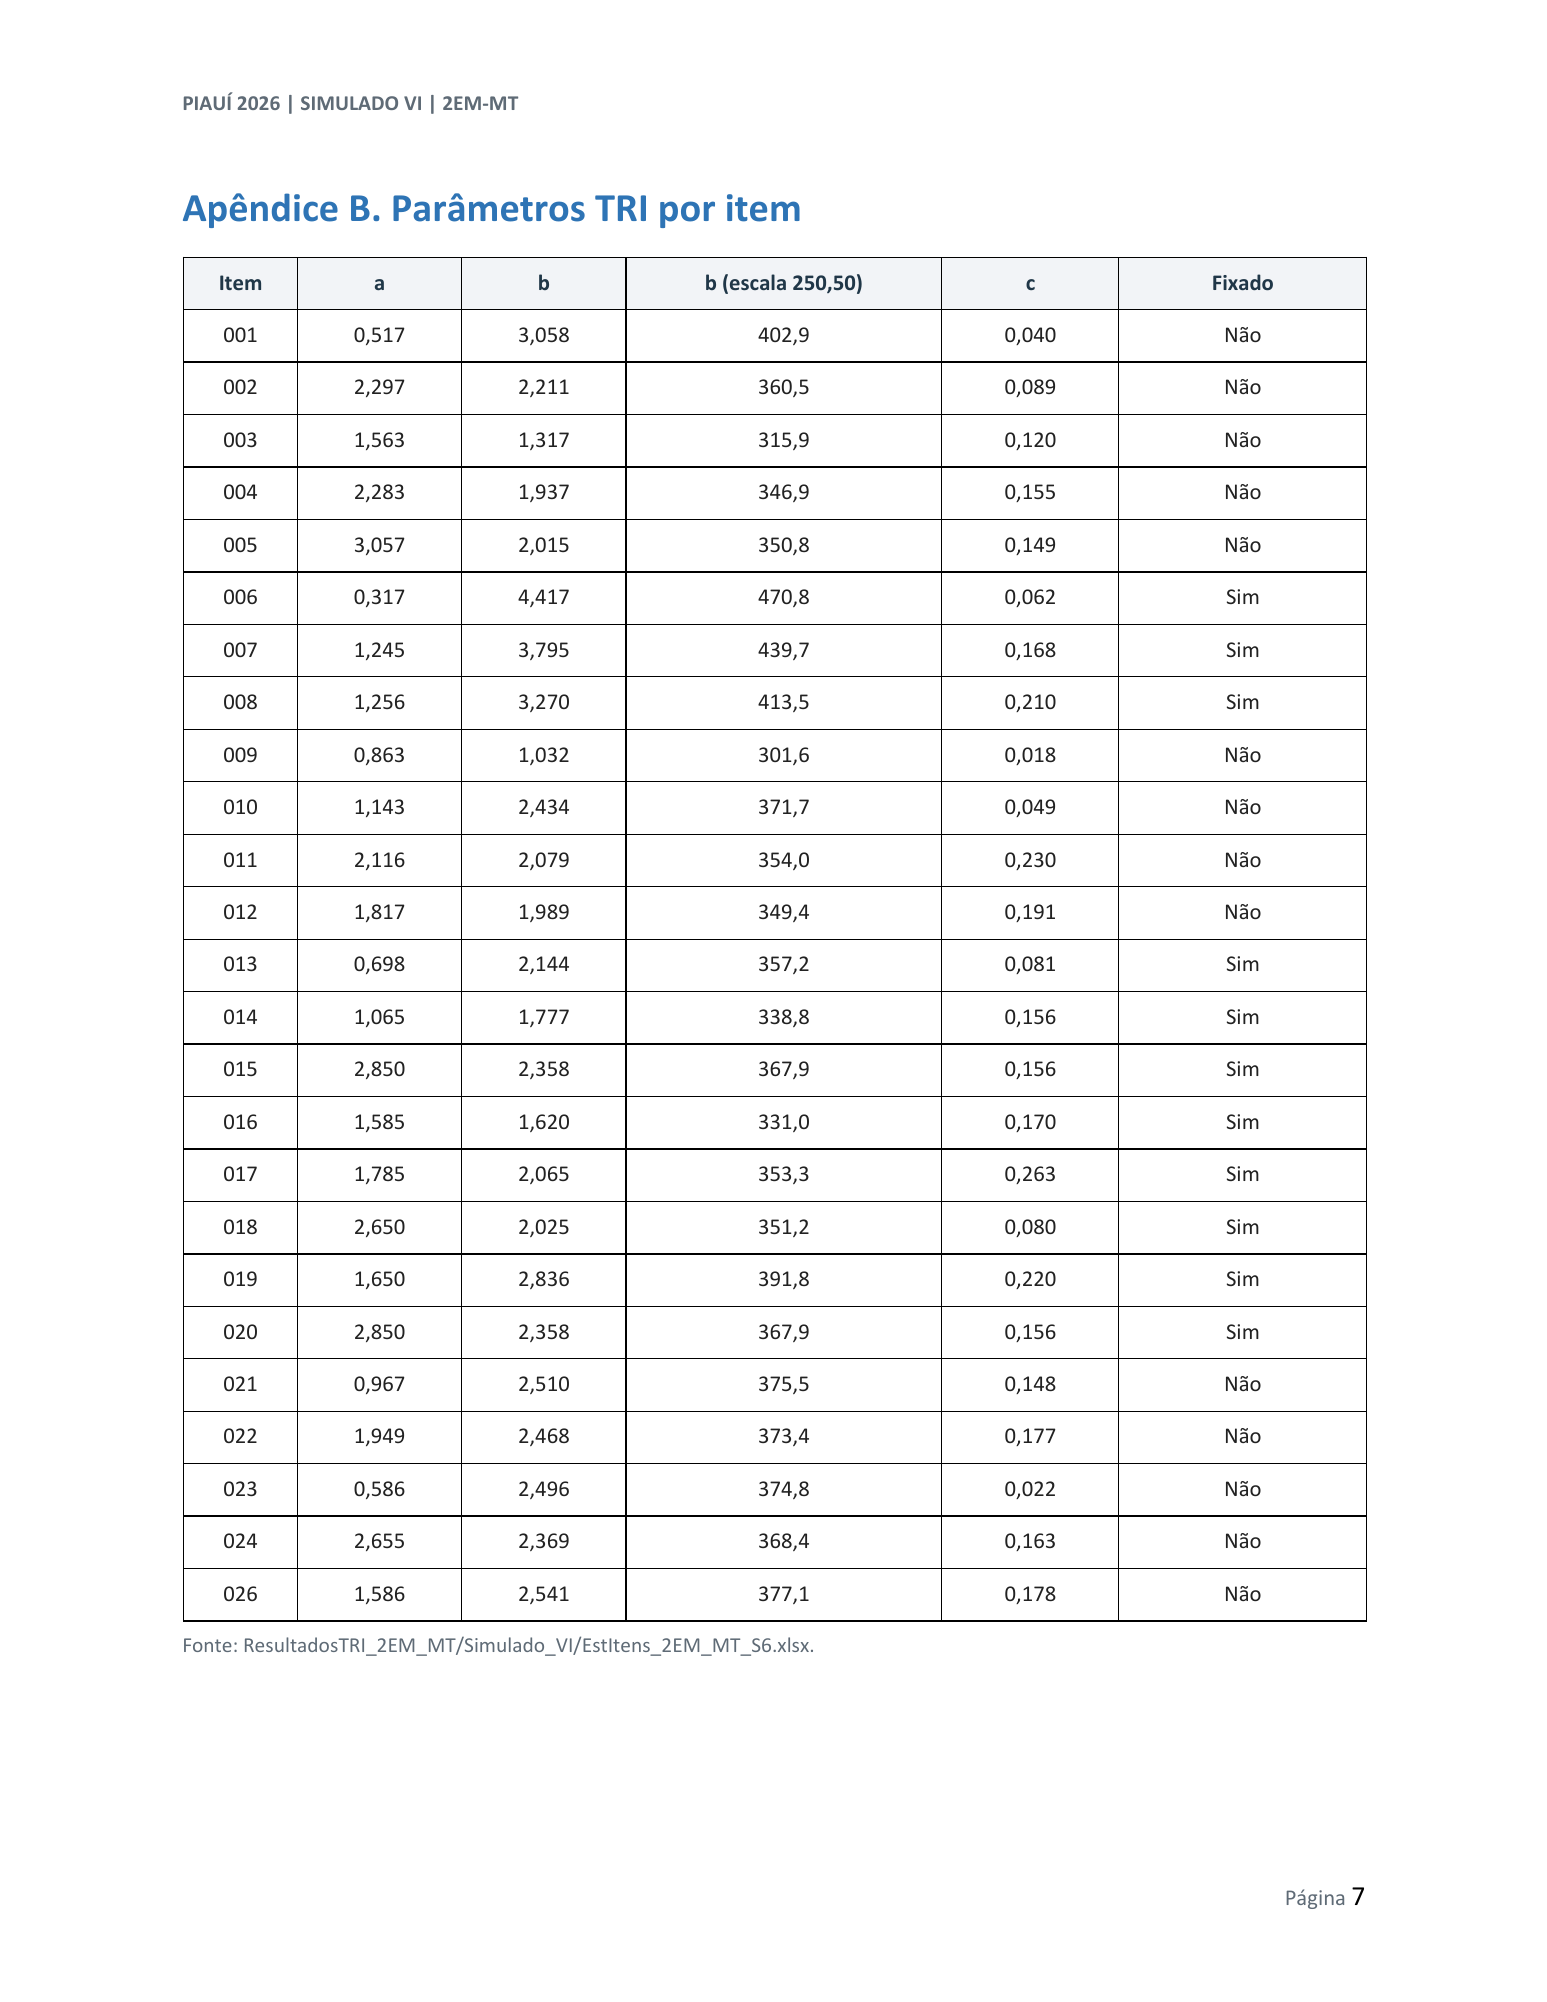 PIAUÍ 2026 | SIMULADO VI | 2EM-MT
Apêndice B. Parâmetros TRI por item
Item a b b (escala 250,50) c Fixado
001 0,517 3,058 402,9 0,040 Não
002 2,297 2,211 360,5 0,089 Não
003 1,563 1,317 315,9 0,120 Não
004 2,283 1,937 346,9 0,155 Não
005 3,057 2,015 350,8 0,149 Não
006 0,317 4,417 470,8 0,062 Sim
007 1,245 3,795 439,7 0,168 Sim
008 1,256 3,270 413,5 0,210 Sim
009 0,863 1,032 301,6 0,018 Não
010 1,143 2,434 371,7 0,049 Não
011 2,116 2,079 354,0 0,230 Não
012 1,817 1,989 349,4 0,191 Não
013 0,698 2,144 357,2 0,081 Sim
014 1,065 1,777 338,8 0,156 Sim
015 2,850 2,358 367,9 0,156 Sim
016 1,585 1,620 331,0 0,170 Sim
017 1,785 2,065 353,3 0,263 Sim
018 2,650 2,025 351,2 0,080 Sim
019 1,650 2,836 391,8 0,220 Sim
020 2,850 2,358 367,9 0,156 Sim
021 0,967 2,510 375,5 0,148 Não
022 1,949 2,468 373,4 0,177 Não
023 0,586 2,496 374,8 0,022 Não
024 2,655 2,369 368,4 0,163 Não
026 1,586 2,541 377,1 0,178 Não
Fonte: ResultadosTRI_2EM_MT/Simulado_VI/EstItens_2EM_MT_S6.xlsx.
Página 7